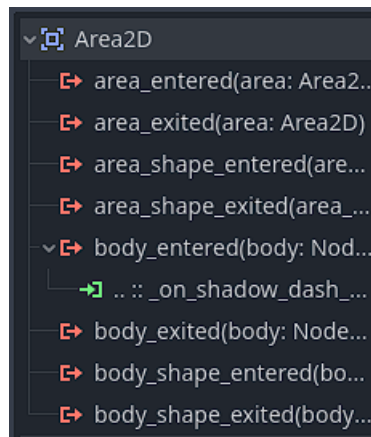 Area2D
area_entered(area: Area2..
area_exited(area: Area2D)
area_shape_entered(are...
area_shape_exited(area_...
body_entered(body: Nod...
.. :: _on_shadow_dash_...
body_exited(body: Node...
body_shape_entered(bo...
body_shape_exited(body...